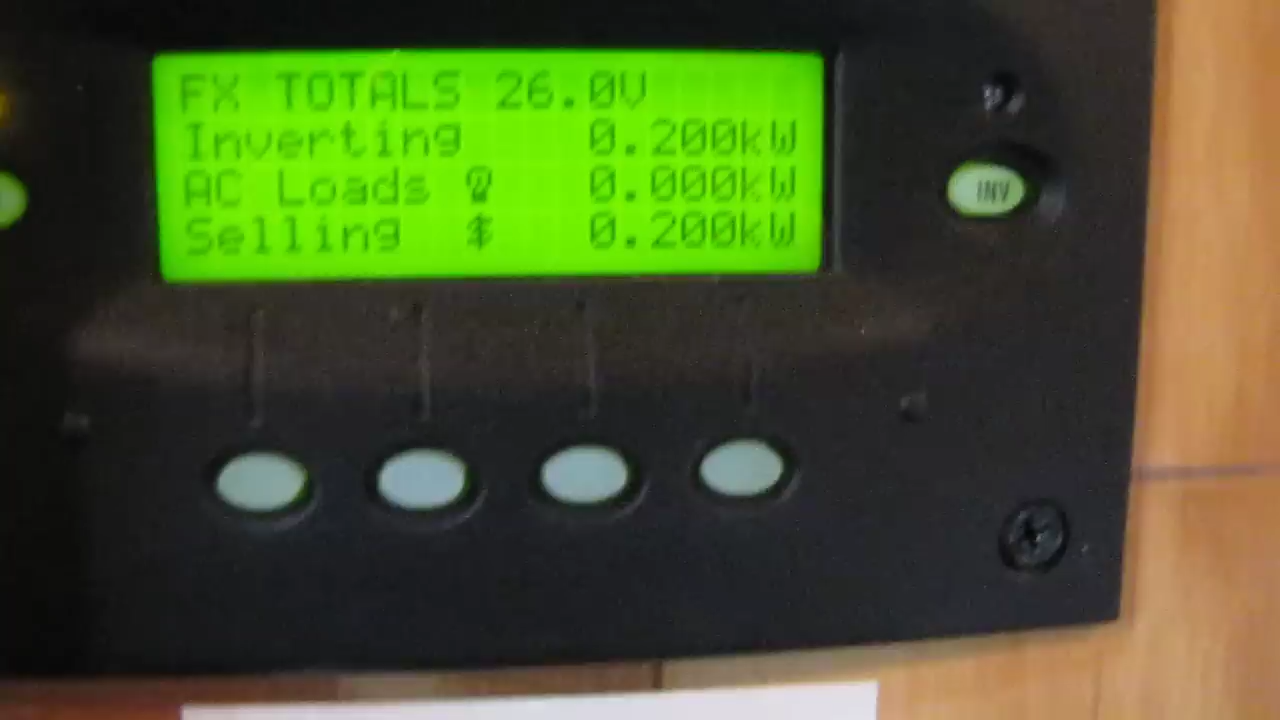 FX TOTALS 26.0V
Inverting 0.200kW
AC Loads 0.000kW
Selling $ 0.200kW
INV